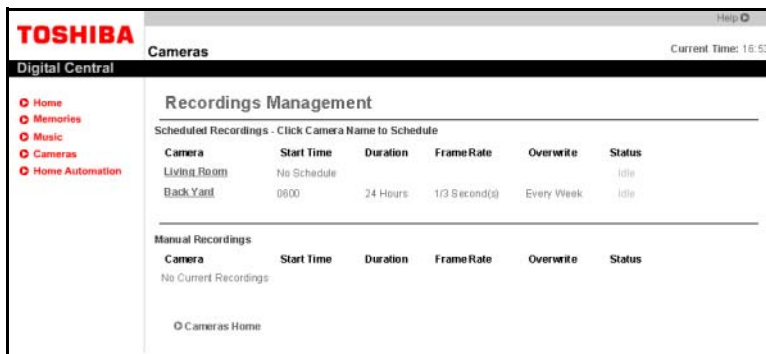 Help
TOSHIBA
Cameras
Current Time: 16:53
Digital Central
Home
Memories
Music
Cameras
Home Automation
Recordings Management
Scheduled Recordings - Click Camera Name to Schedule
Camera Start Time Duration Frame Rate Overwrite Status
Living Room No Schedule Idle
Back Yard 0600 24 Hours 1/3 Second(s) Every Week Idle
Manual Recordings
Camera Start Time Duration Frame Rate Overwrite Status
No Current Recordings
Cameras Home